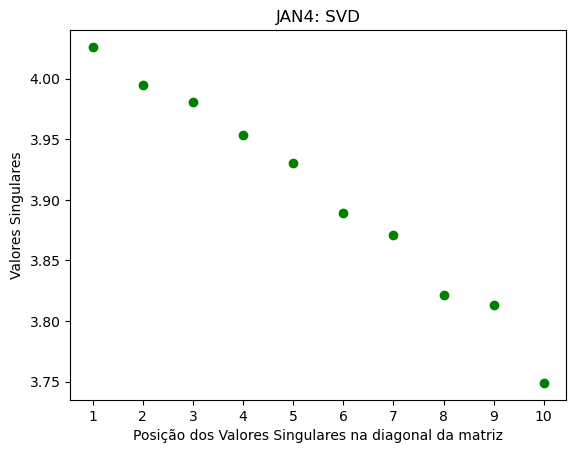 JAN4: SVD
Valores Singulares
4.00
3.95
3.90
3.85
3.80
3.75
1 2 3 4 5 6 7 8 9 10
Posição dos Valores Singulares na diagonal da matriz